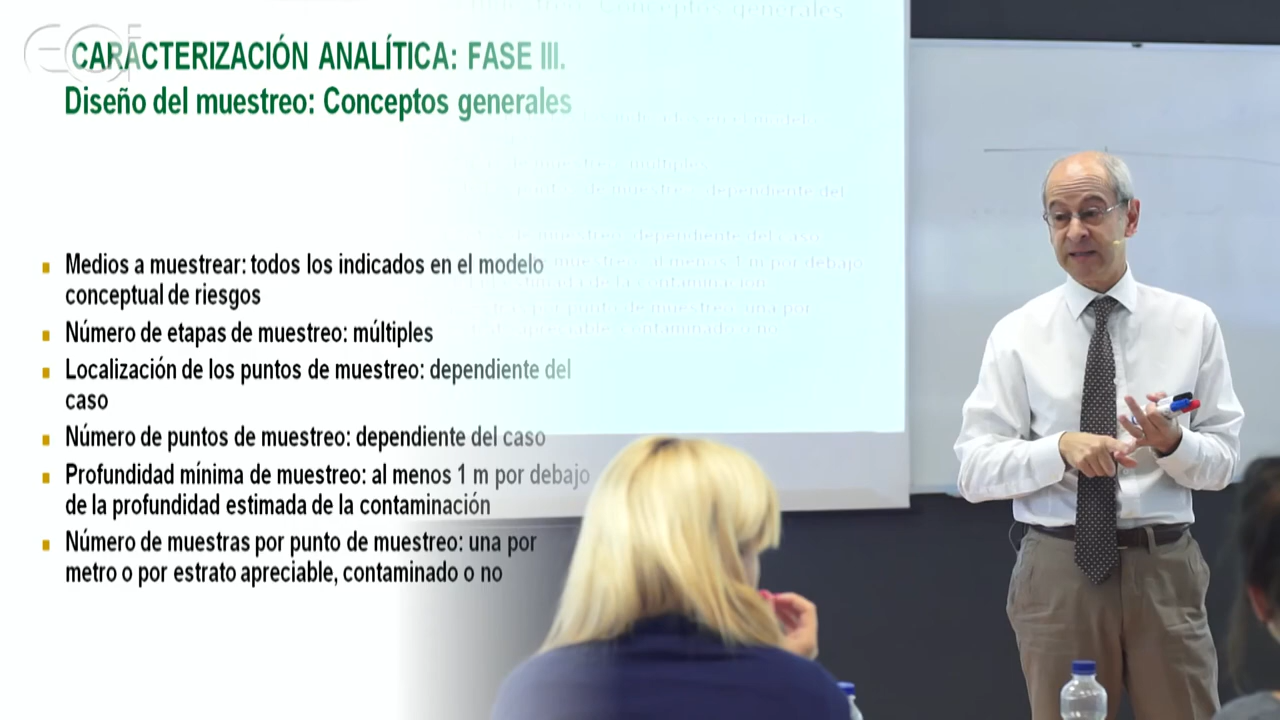 EOI
CARACTERIZACIÓN ANALÍTICA: FASE III.
Diseño del muestreo: Conceptos generales
Medios a muestrear: todos los indicados en el modelo
conceptual de riesgos
Número de etapas de muestreo: múltiples
Localización de los puntos de muestreo: dependiente del
caso
Número de puntos de muestreo: dependiente del caso
Profundidad mínima de muestreo: al menos 1 m por debajo
de la profundidad estimada de la contaminación
Número de muestras por punto de muestreo: una por
metro o por estrato apreciable, contaminado o no